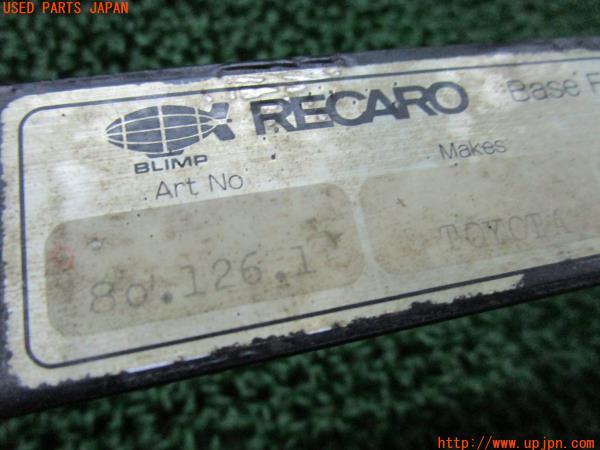 USED PARTS JAPAN
RECARO Base
BLIMP
Art No
Makes
80.126.1
TOYOTA
http://www.upjpn.com/